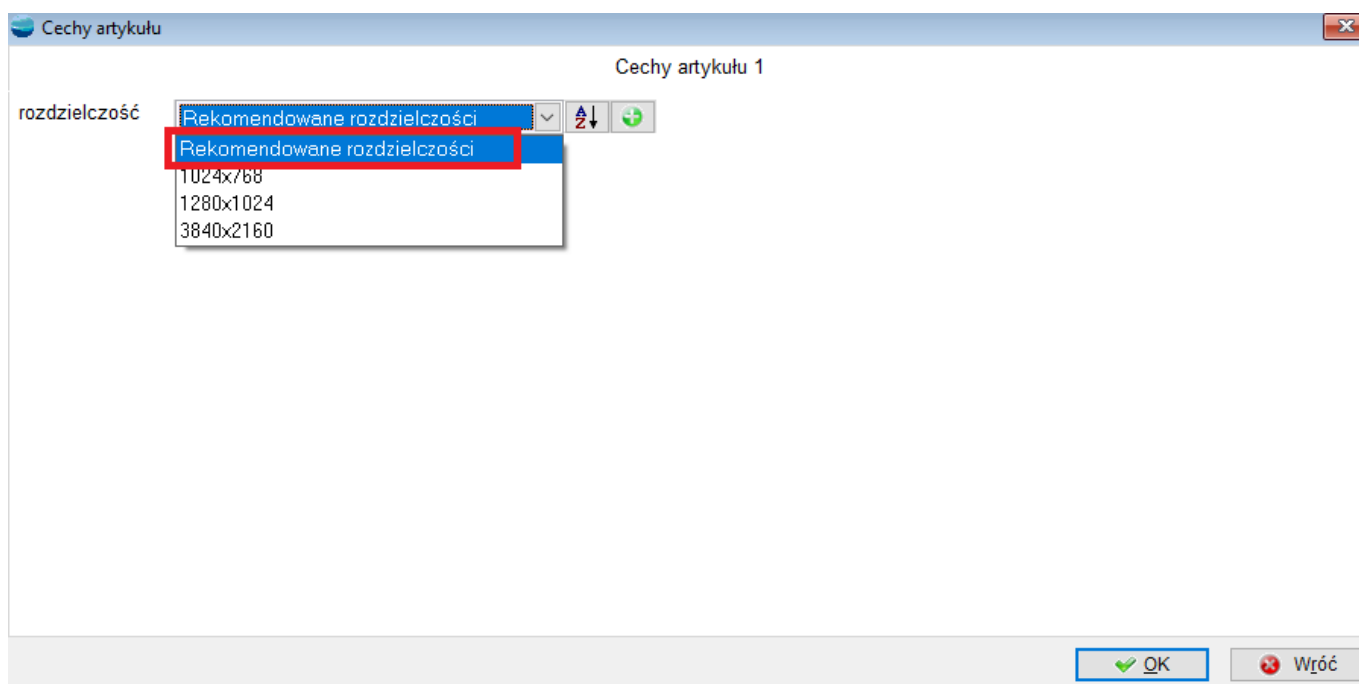 Cechy artykułu
Cechy artykułu 1
rozdzielczość Rekomendowane rozdzielczości
Rekomendowane rozdzielczości
1024x768
1280x1024
3840x2160
OK Wróć